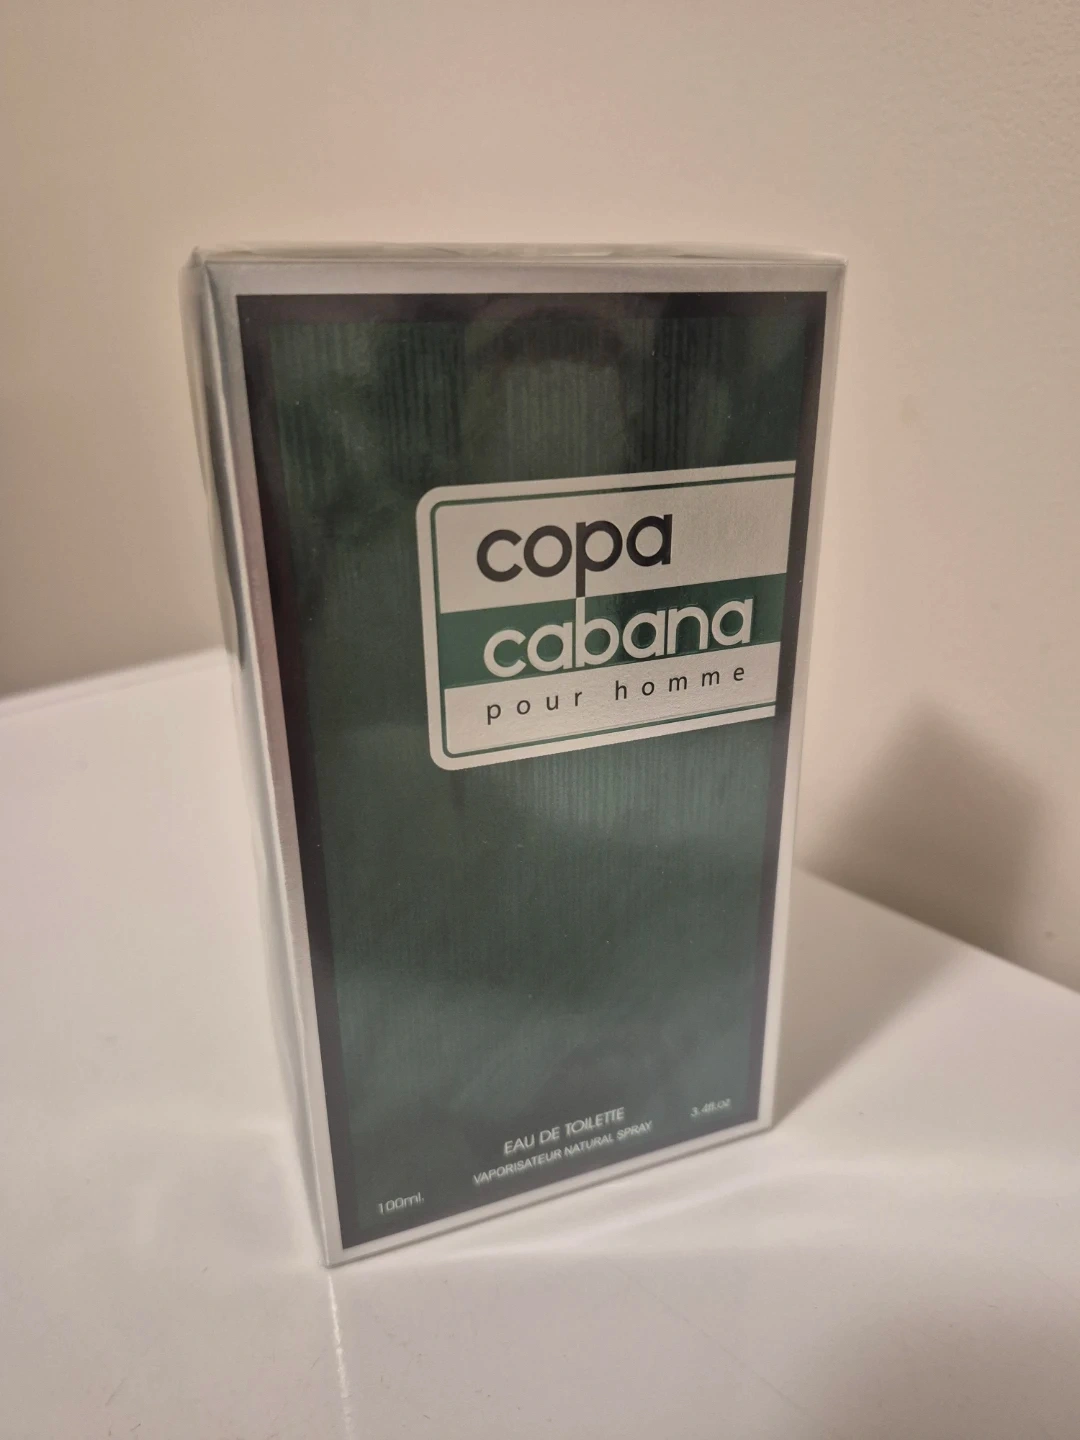 copa
cabana
pour homme
EAU DE TOILETTE
VAPORISATEUR NATURAL SPRAY
3.4fl.oz
100ml.